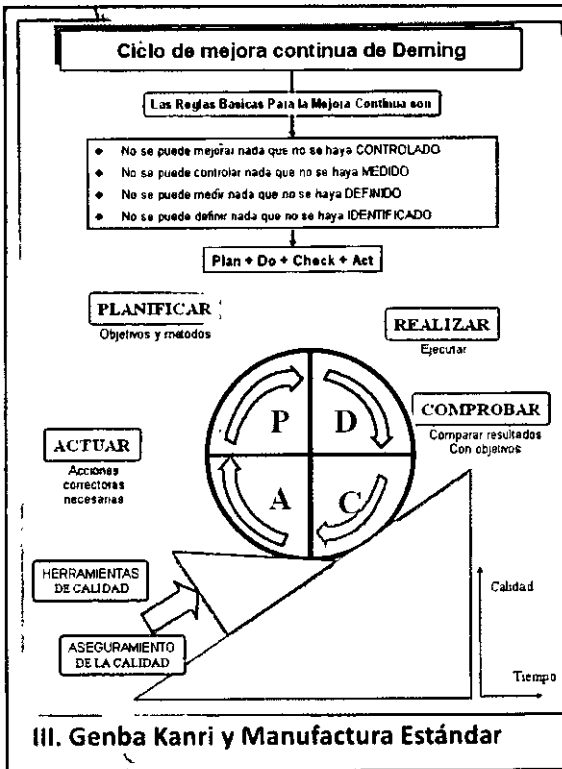 Ciclo de mejora continua de Deming
Las Reglas Basicas Para la Mejora Continua son
No se puede mejorar nada que no se haya CONTROLADO
No se puede controlar nada que no se haya MEDIDO
No se puede medir nada que no se haya DEFINIDO
No se puede definir nada que no se haya IDENTIFICADO
Plan + Do + Check + Act
PLANIFICAR
Objetivos y metodos
REALIZAR
Ejecutar
P
D
COMPROBAR
Comparar resultados
Con objetivos
ACTUAR
Acciones
correctoras
necesarias
A
C
HERRAMIENTAS
DE CALIDAD
ASEGURAMIENTO
DE LA CALIDAD
Calidad
Tiempo
III. Genba Kanri y Manufactura Estándar